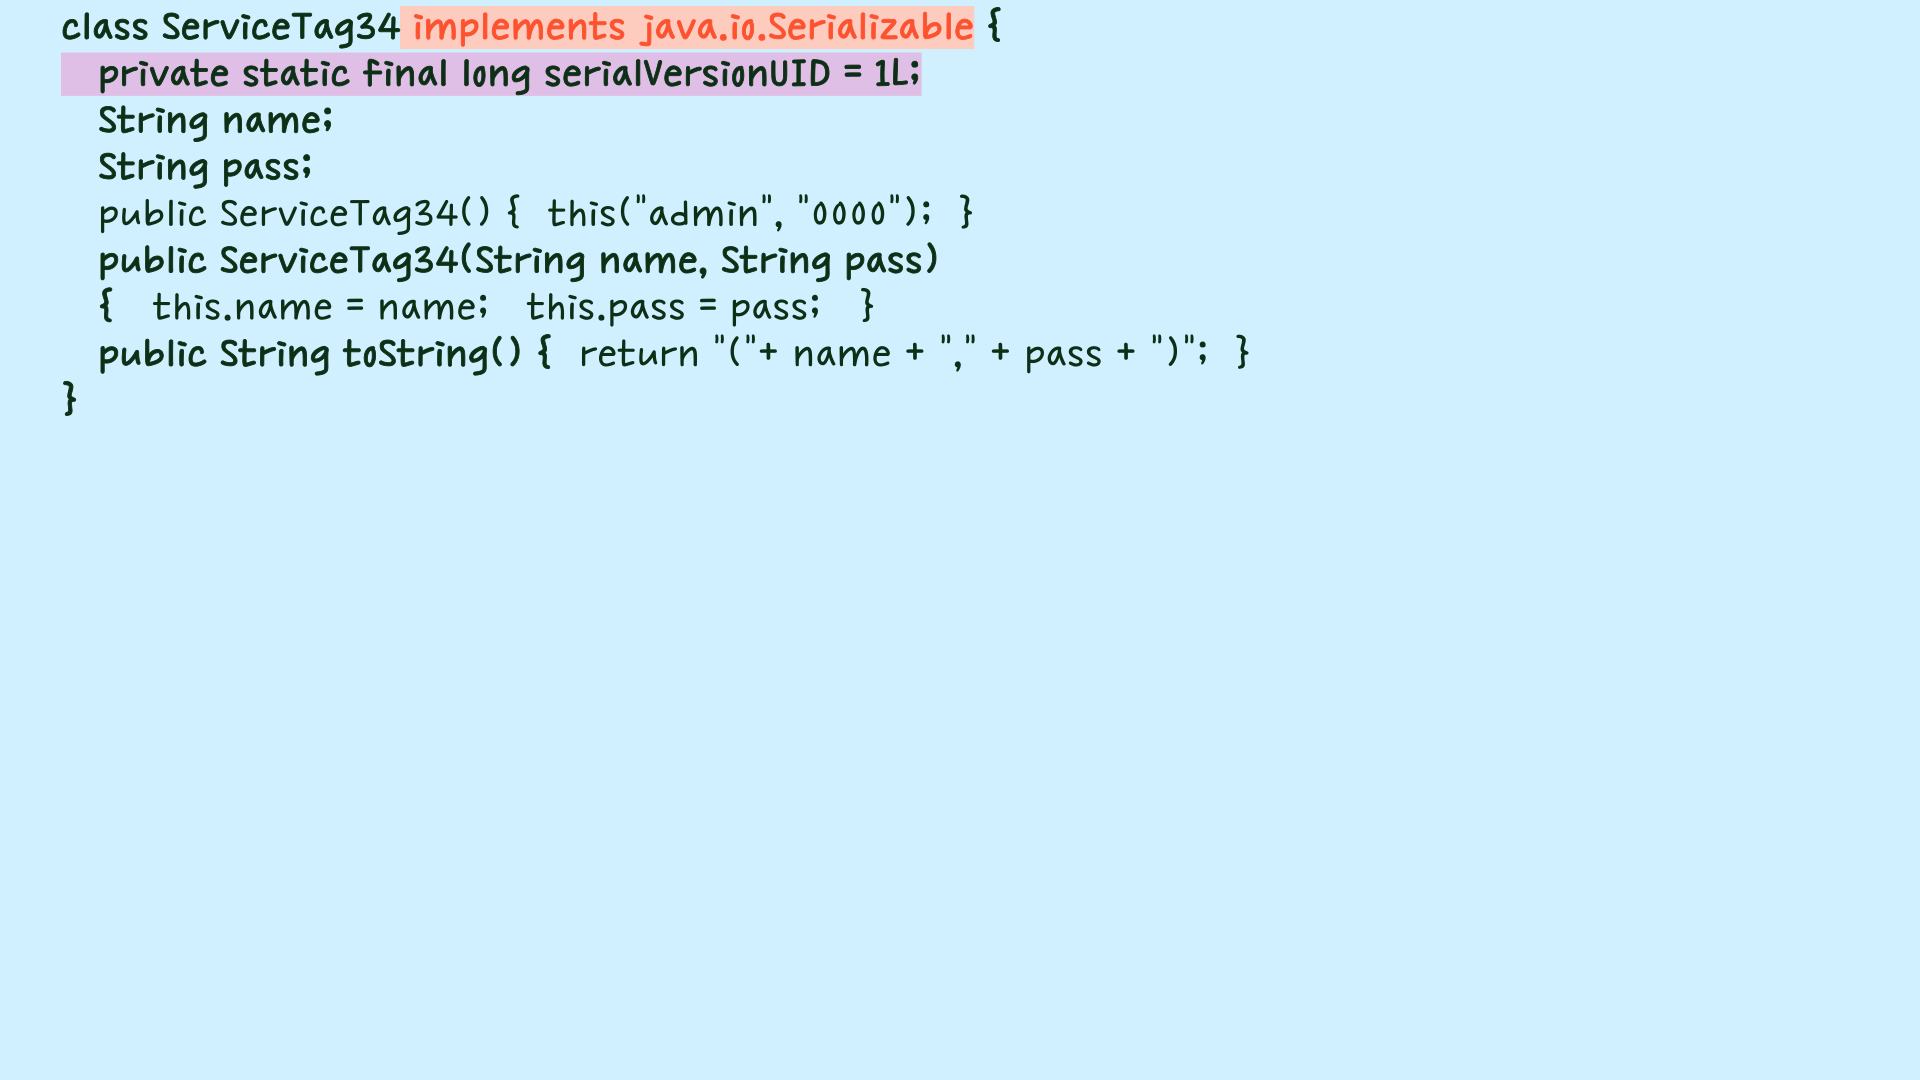 class ServiceTag34 implements java.io.Serializable {
private static final long serialVersionUID = 1L;
String name;
String pass;
public ServiceTag34() { this("admin", "0000"); }
public ServiceTag34(String name, String pass)
{ this.name = name; this.pass = pass; }
public String toString() { return "("+ name + "," + pass + ")"; }
}